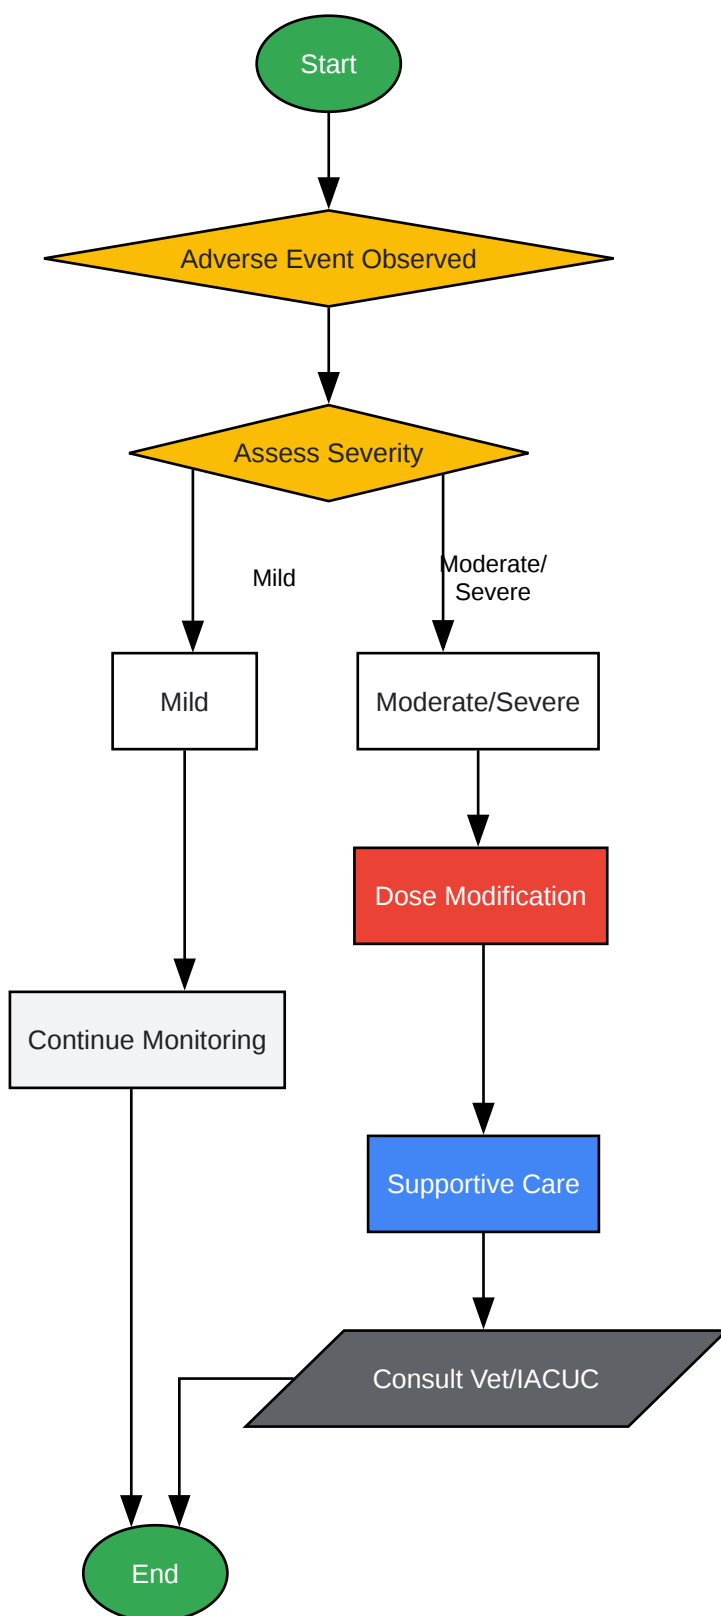 Start
Adverse Event Observed
Assess Severity
Mild
Moderate/
Severe
Mild
Moderate/Severe
Dose Modification
Continue Monitoring
Supportive Care
Consult Vet/IACUC
End